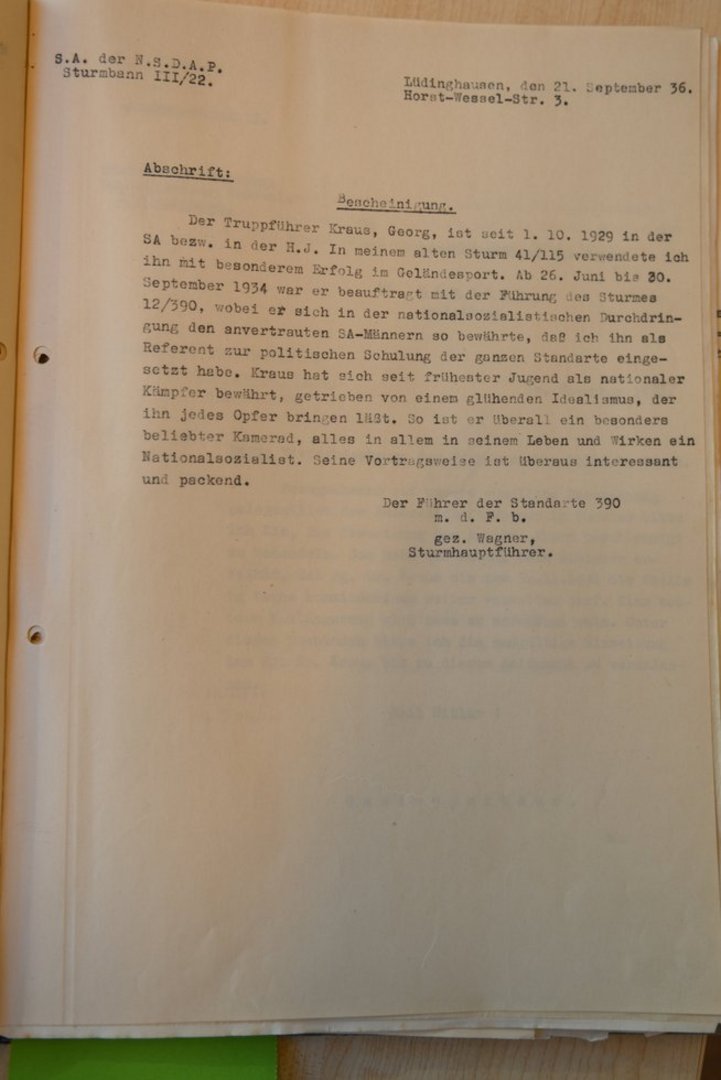 S.A. der N.S.D.A.P.
Sturmbann III/22.
Lüdinghausen, den 21. September 36.
Horst-Wessel-Str. 3.
Abschrift:
Bescheinigung.
Der Truppführer Kraus, Georg, ist seit 1. 10. 1929 in der
SA bezw. in der H.J. In meinem alten Sturm 41/115 verwendete ich
ihn mit besonderem Erfolg im Geländesport. Ab 26. Juni bis 30.
September 1934 war er beauftragt mit der Führung des Sturmes
12/390, wobei er sich in der nationalsozialistischen Durchdrin-
gung den anvertrauten SA-Männern so bewährte, daß ich ihn als
Referent zur politischen Schulung der ganzen Standarte einge-
setzt habe. Kraus hat sich seit frühester Jugend als nationaler
Kämpfer bewährt, getrieben von einem glühenden Idealismus, der
ihn jedes Opfer bringen läßt. So ist er überall ein besonders
beliebter Kamerad, alles in allem in seinem Leben und Wirken ein
Nationalsozialist. Seine Vortragsweise ist überaus interessant
und packend.
Der Führer der Standarte 390
m. d. F. b.
gez. Wagner,
Sturmhauptführer.